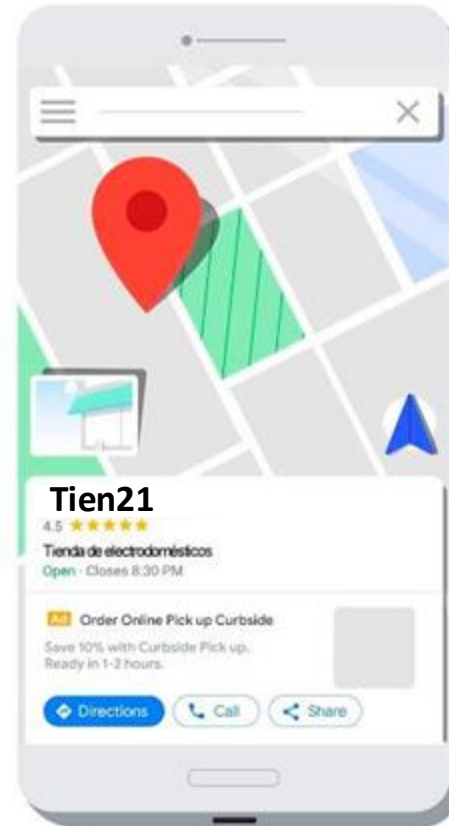 Tien21
4.5
Tienda de electrodomésticos
Open · Closes 8:30 PM
Ad Order Online Pick up Curbside
Save 10% with Curbside Pick up.
Ready in 1-2 hours.
Directions Call Share